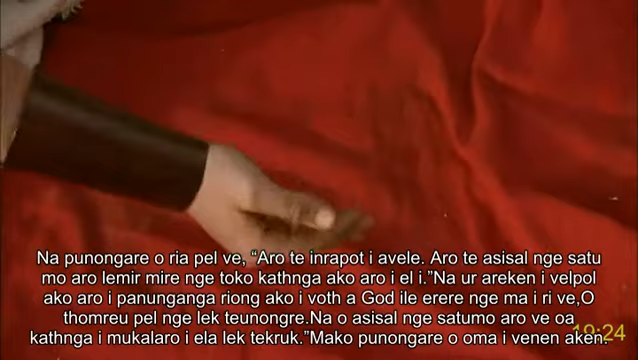 Na punongare o ria pel ve, “Aro te inrapot i avele. Aro te asisal nge satu
mo aro lemir mire nge toko kathnga ako aro i el i.”Na ur areken i velpol
ako aro i panunganga riong ako i voth a God ile erere nge ma i ri ve,O
thomreu pel nge lek teunongre.Na o asisal nge satumo aro ve oa
kathnga i mukalaro i ela lek tekruk.”Mako punongare o oma i venen aken.
19:24